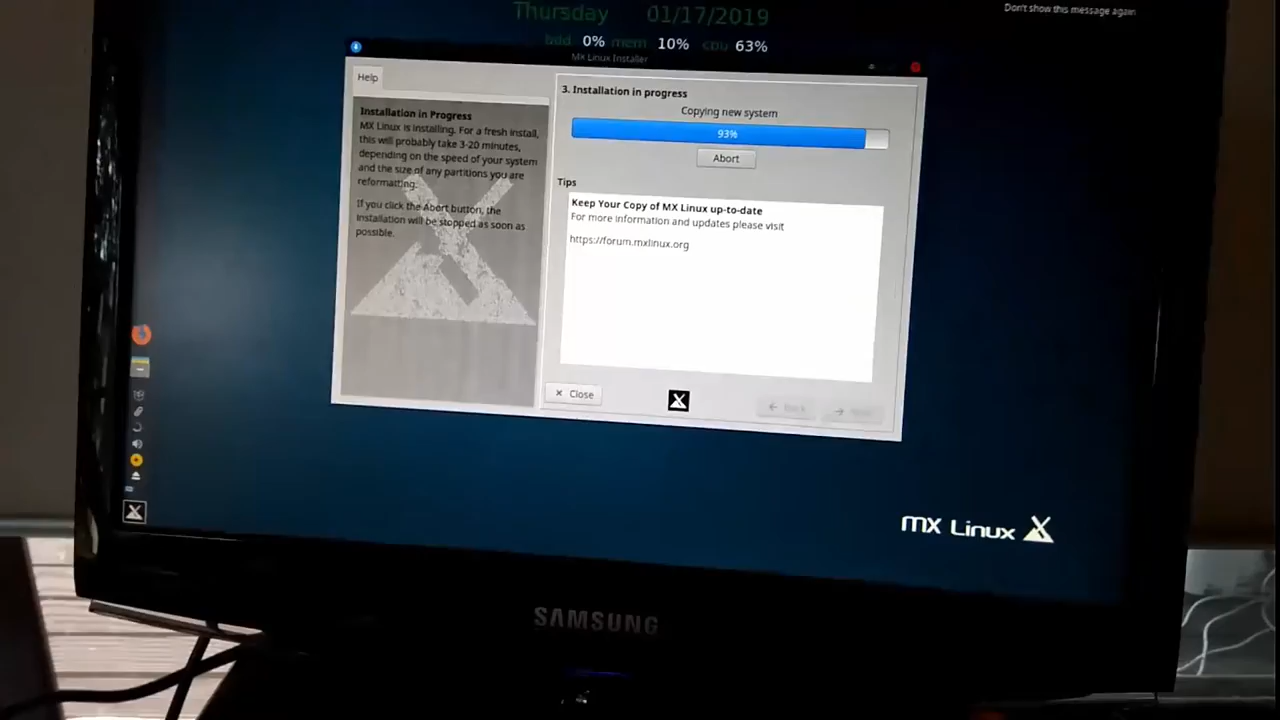 Thursday 01/17/2019
Don't show this message again
hdd 0% mem 10% cpu 63%
MX Linux Installer
Help
Installation in Progress
MX Linux is installing. For a fresh install,
this will probably take 3-20 minutes,
depending on the speed of your system
and the size of any partitions you are
reformatting.
If you click the Abort button, the
installation will be stopped as soon as
possible.
3. Installation in progress
Copying new system
93%
Abort
Tips
Keep Your Copy of MX Linux up-to-date
For more information and updates please visit
https://forum.mxlinux.org
Close
Back
MX Linux
SAMSUNG